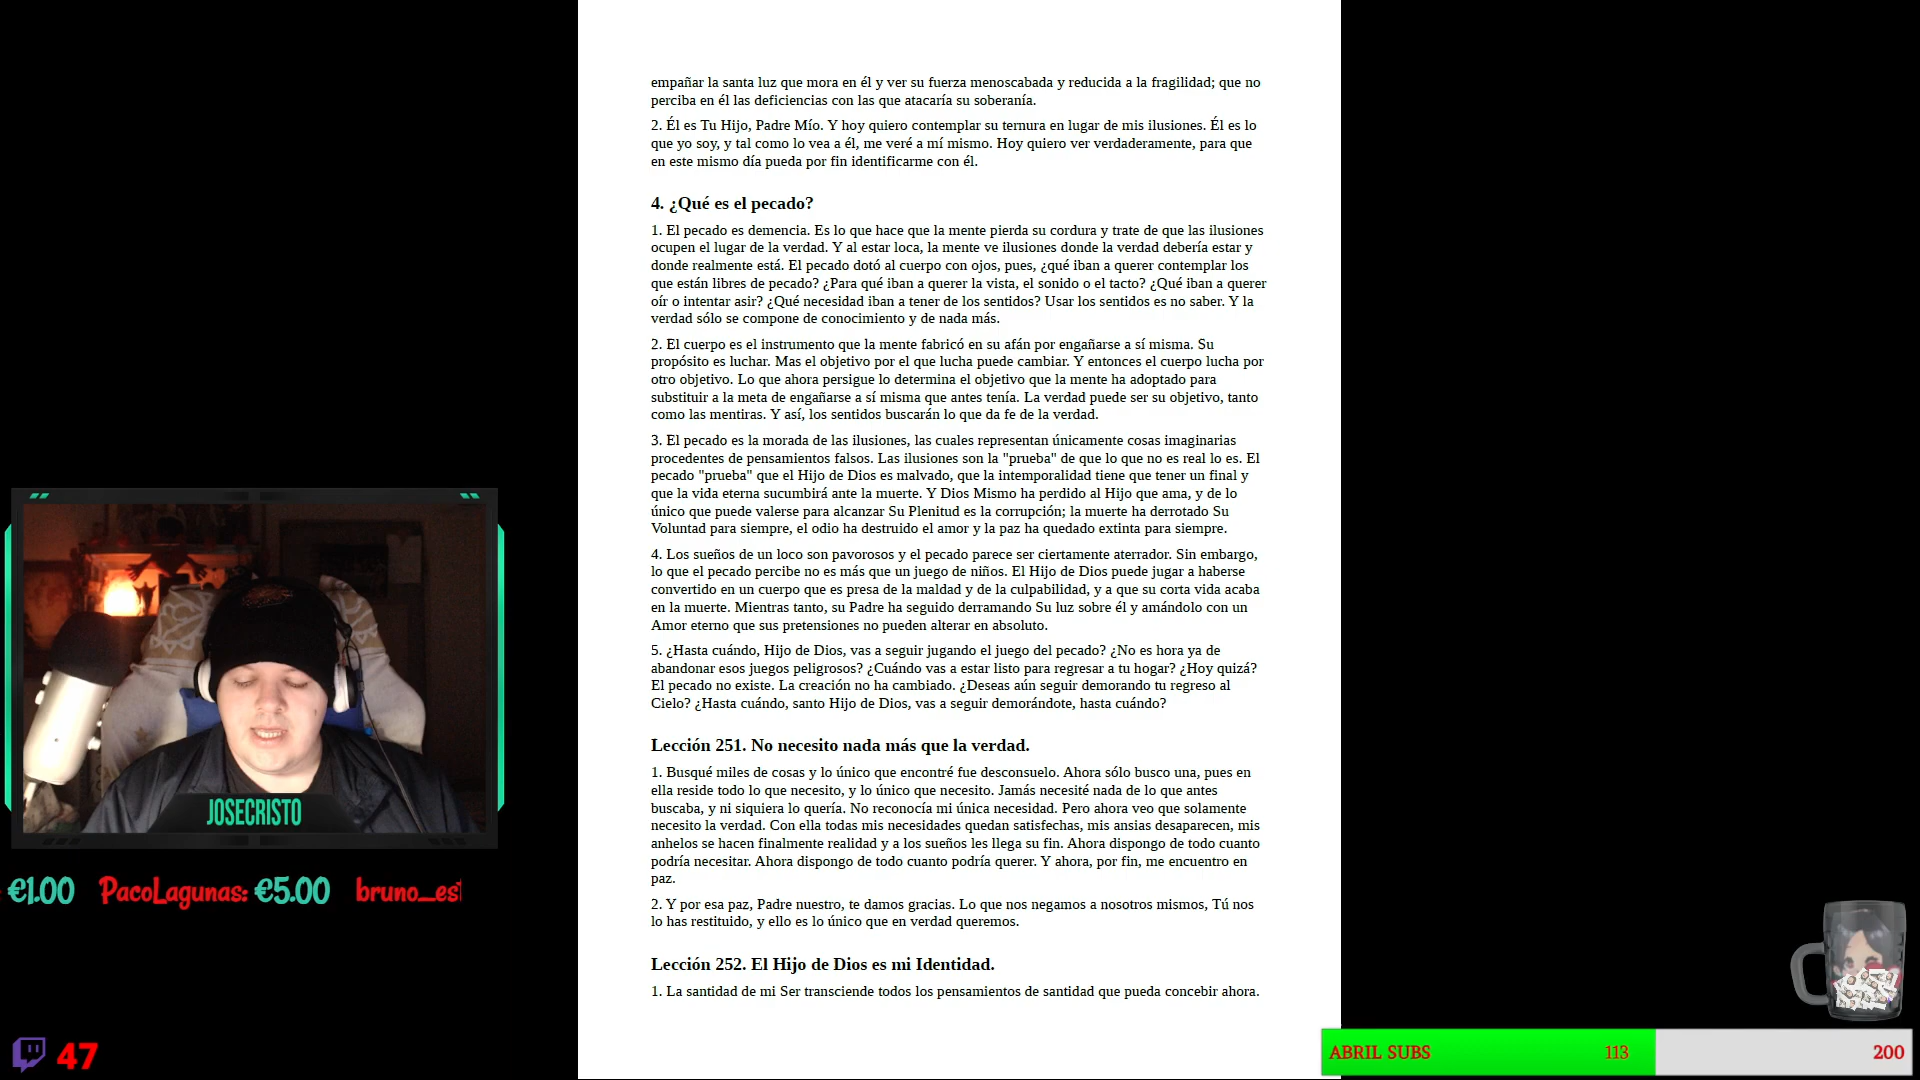 empañar la santa luz que mora en él y ver su fuerza menoscabada y reducida a la fragilidad; que no
perciba en él las deficiencias con las que atacaría su soberanía.
2. Él es Tu Hijo, Padre Mío. Y hoy quiero contemplar su ternura en lugar de mis ilusiones. Él es lo
que yo soy, y tal como lo vea a él, me veré a mí mismo. Hoy quiero ver verdaderamente, para que
en este mismo día pueda por fin identificarme con él.
4. ¿Qué es el pecado?
1. El pecado es demencia. Es lo que hace que la mente pierda su cordura y trate de que las ilusiones
ocupen el lugar de la verdad. Y al estar loca, la mente ve ilusiones donde la verdad debería estar y
donde realmente está. El pecado dotó al cuerpo con ojos, pues, ¿qué iban a querer contemplar los
que están libres de pecado? ¿Para qué iban a querer la vista, el sonido o el tacto? ¿Qué iban a querer
oír o intentar asir? ¿Qué necesidad iban a tener de los sentidos? Usar los sentidos es no saber. Y la
verdad sólo se compone de conocimiento y de nada más.
2. El cuerpo es el instrumento que la mente fabricó en su afán por engañarse a sí misma. Su
propósito es luchar. Mas el objetivo por el que lucha puede cambiar. Y entonces el cuerpo lucha por
otro objetivo. Lo que ahora persigue lo determina el objetivo que la mente ha adoptado para
substituir a la meta de engañarse a sí misma que antes tenía. La verdad puede ser su objetivo, tanto
como las mentiras. Y así, los sentidos buscarán lo que da fe de la verdad.
3. El pecado es la morada de las ilusiones, las cuales representan únicamente cosas imaginarias
procedentes de pensamientos falsos. Las ilusiones son la "prueba" de que lo que no es real lo es. El
pecado "prueba" que el Hijo de Dios es malvado, que la intemporalidad tiene que tener un final y
que la vida eterna sucumbirá ante la muerte. Y Dios Mismo ha perdido al Hijo que ama, y de lo
único que puede valerse para alcanzar Su Plenitud es la corrupción; la muerte ha derrotado Su
Voluntad para siempre, el odio ha destruido el amor y la paz ha quedado extinta para siempre.
4. Los sueños de un loco son pavorosos y el pecado parece ser ciertamente aterrador. Sin embargo,
lo que el pecado percibe no es más que un juego de niños. El Hijo de Dios puede jugar a haberse
convertido en un cuerpo que es presa de la maldad y de la culpabilidad, y a que su corta vida acaba
en la muerte. Mientras tanto, su Padre ha seguido derramando Su luz sobre él y amándolo con un
Amor eterno que sus pretensiones no pueden alterar en absoluto.
5. ¿Hasta cuándo, Hijo de Dios, vas a seguir jugando el juego del pecado? ¿No es hora ya de
abandonar esos juegos peligrosos? ¿Cuándo vas a estar listo para regresar a tu hogar? ¿Hoy quizá?
El pecado no existe. La creación no ha cambiado. ¿Deseas aún seguir demorando tu regreso al
Cielo? ¿Hasta cuándo, santo Hijo de Dios, vas a seguir demorándote, hasta cuándo?
Lección 251. No necesito nada más que la verdad.
1. Busqué miles de cosas y lo único que encontré fue desconsuelo. Ahora sólo busco una, pues en
ella reside todo lo que necesito, y lo único que necesito. Jamás necesité nada de lo que antes
buscaba, y ni siquiera lo quería. No reconocía mi única necesidad. Pero ahora veo que solamente
necesito la verdad. Con ella todas mis necesidades quedan satisfechas, mis ansias desaparecen, mis
anhelos se hacen finalmente realidad y a los sueños les llega su fin. Ahora dispongo de todo cuanto
podría necesitar. Ahora dispongo de todo cuanto podría querer. Y ahora, por fin, me encuentro en
paz.
2. Y por esa paz, Padre nuestro, te damos gracias. Lo que nos negamos a nosotros mismos, Tú nos
lo has restituido, y ello es lo único que en verdad queremos.
Lección 252. El Hijo de Dios es mi Identidad.
1. La santidad de mi Ser transciende todos los pensamientos de santidad que pueda concebir ahora.
JOSECRISTO
€1.00 PacoLagunas: €5.00 bruno_es
47
ABRIL SUBS 113 200